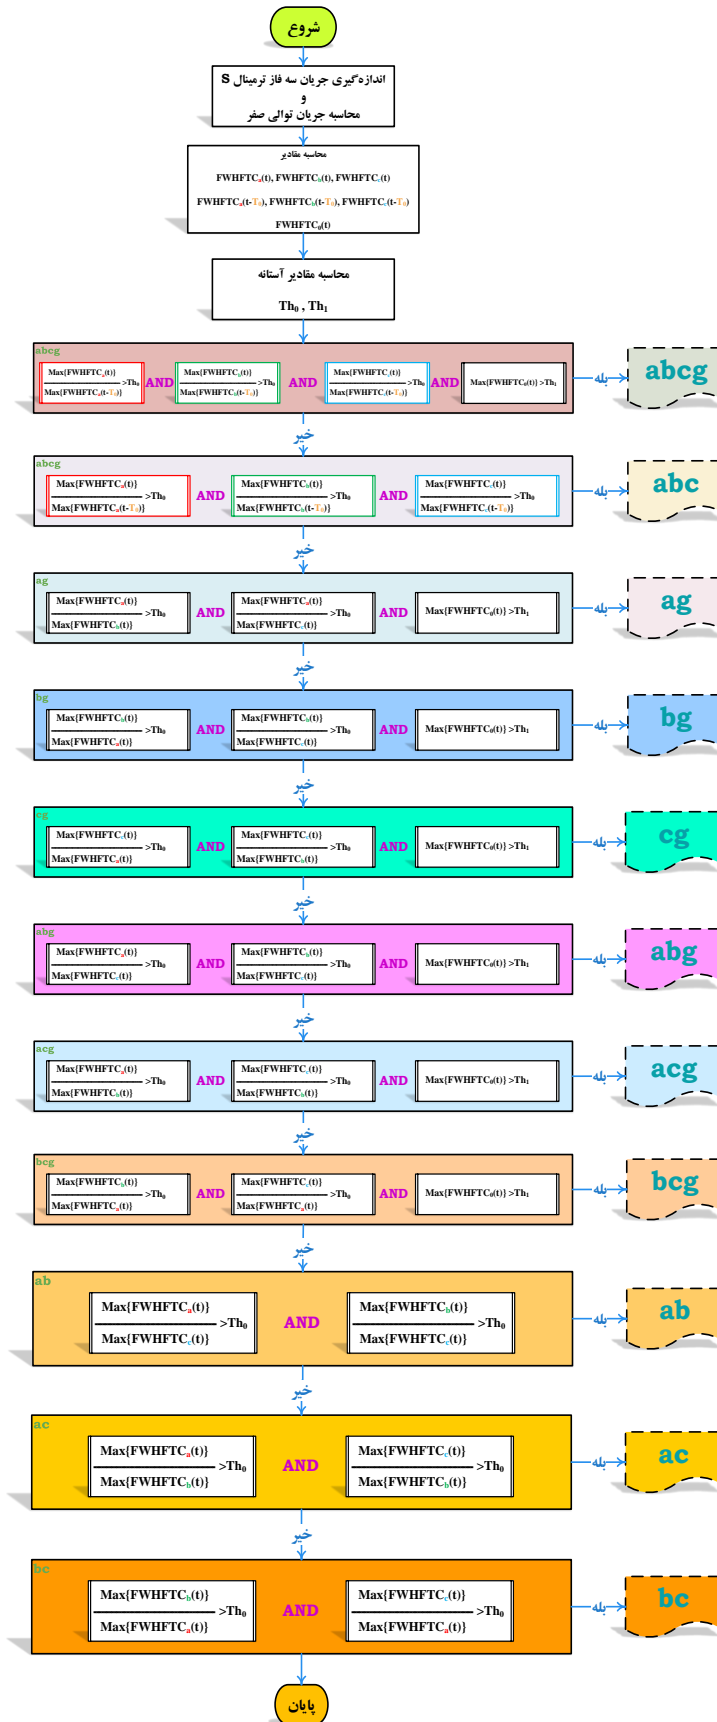 شروع
اندازه‌گیری جریان سه فاز ترمینال S
و
محاسبه جریان توالی صفر
محاسبه مقادیر
FWHFTCa(t), FWHFTCb(t), FWHFTCc(t)
FWHFTCa(t-T0), FWHFTCb(t-T0), FWHFTCc(t-T0)
FWHFTC0(t)
محاسبه مقادیر آستانه
Th0 , Th1
abcg
Max{FWHFTCa(t)} Max{FWHFTCb(t)} Max{FWHFTCc(t)}
>Th0 AND >Th0 AND >Th0 AND Max{FWHFTC0(t)}>Th1 بله abcg
Max{FWHFTCa(t-T0)} Max{FWHFTCb(t-T0)} Max{FWHFTCc(t-T0)}
خیر
abcg
Max{FWHFTCa(t)} Max{FWHFTCb(t)} Max{FWHFTCc(t)}
>Th0 AND >Th0 AND >Th0 بله abc
Max{FWHFTCa(t-T0)} Max{FWHFTCb(t-T0)} Max{FWHFTCc(t-T0)}
خیر
ag
Max{FWHFTCa(t)} Max{FWHFTCa(t)}
>Th0 AND >Th0 AND Max{FWHFTC0(t)}>Th1 بله ag
Max{FWHFTCb(t)} Max{FWHFTCc(t)}
خیر
bg
Max{FWHFTCb(t)} Max{FWHFTCb(t)}
>Th0 AND >Th0 AND Max{FWHFTC0(t)}>Th1 بله bg
Max{FWHFTCa(t)} Max{FWHFTCc(t)}
خیر
cg
Max{FWHFTCc(t)} Max{FWHFTCc(t)}
>Th0 AND >Th0 AND Max{FWHFTC0(t)}>Th1 بله cg
Max{FWHFTCa(t)} Max{FWHFTCb(t)}
خیر
abg
Max{FWHFTCa(t)} Max{FWHFTCb(t)}
>Th0 AND >Th0 AND Max{FWHFTC0(t)}>Th1 بله abg
Max{FWHFTCc(t)} Max{FWHFTCc(t)}
خیر
acg
Max{FWHFTCa(t)} Max{FWHFTCc(t)}
>Th0 AND >Th0 AND Max{FWHFTC0(t)}>Th1 بله acg
Max{FWHFTCb(t)} Max{FWHFTCb(t)}
خیر
bcg
Max{FWHFTCb(t)} Max{FWHFTCc(t)}
>Th0 AND >Th0 AND Max{FWHFTC0(t)}>Th1 بله bcg
Max{FWHFTCa(t)} Max{FWHFTCa(t)}
خیر
ab
Max{FWHFTCa(t)} Max{FWHFTCb(t)}
>Th0 AND >Th0 بله ab
Max{FWHFTCc(t)} Max{FWHFTCc(t)}
خیر
ac
Max{FWHFTCa(t)} Max{FWHFTCc(t)}
>Th0 AND >Th0 بله ac
Max{FWHFTCb(t)} Max{FWHFTCb(t)}
خیر
bc
Max{FWHFTCb(t)} Max{FWHFTCc(t)}
>Th0 AND >Th0 بله bc
Max{FWHFTCa(t)} Max{FWHFTCa(t)}
پایان